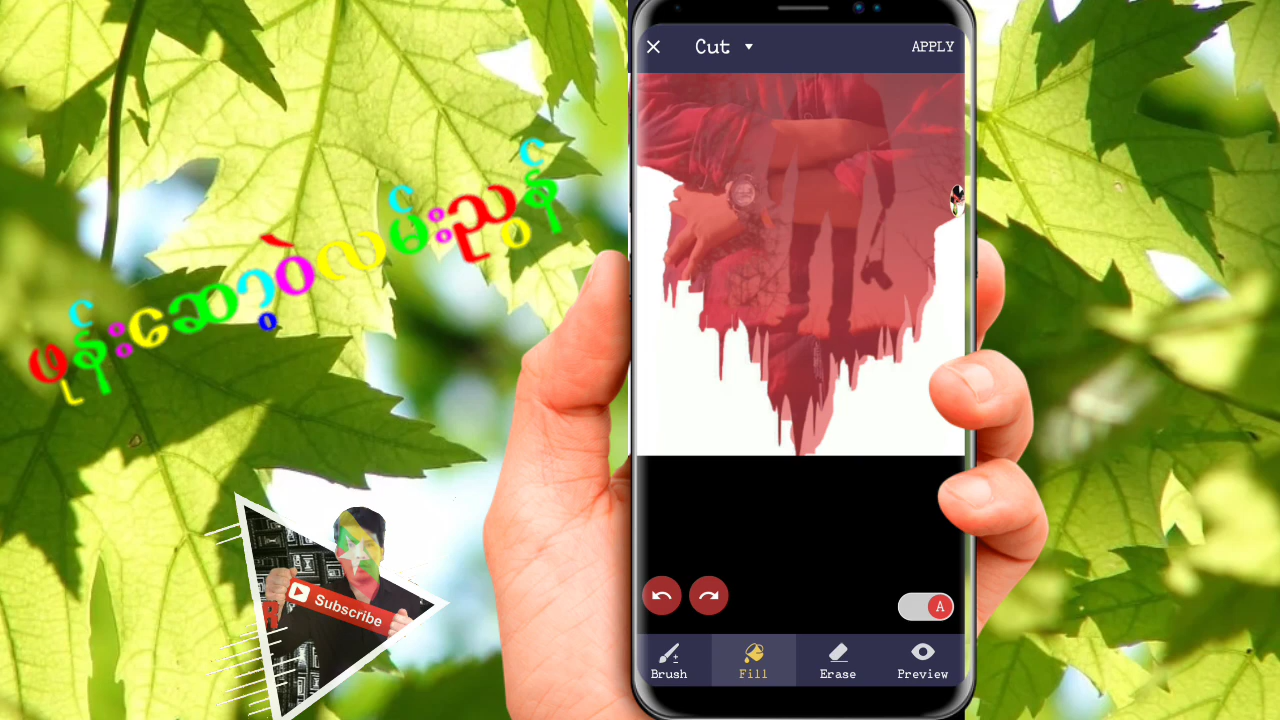 ဖုန်းဆော့ဝဲလမ်းညွှန်
Cut
APPLY
Subscribe
A
Brush
Fill
Erase
Preview